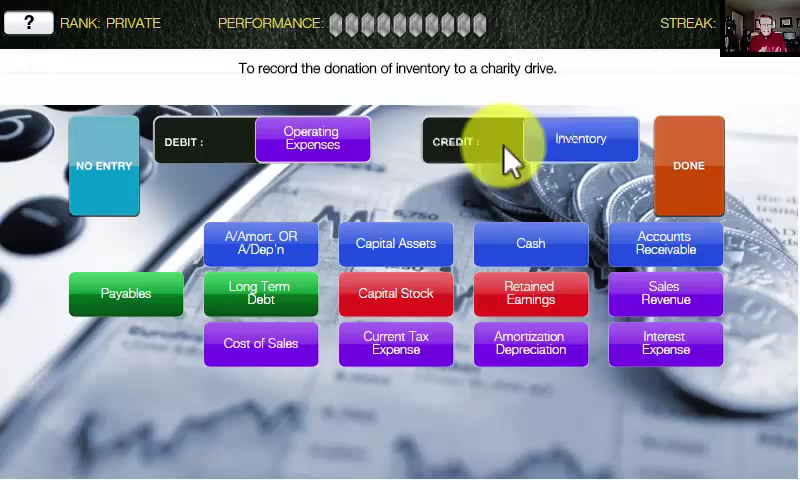 ?
RANK: PRIVATE
PERFORMANCE:
STREAK:
To record the donation of inventory to a charity drive.
NO ENTRY
DEBIT :
Operating
Expenses
CREDIT :
Inventory
DONE
A/Amort. OR
A/Dep'n
Capital Assets
Cash
Accounts
Receivable
Payables
Long Term
Debt
Capital Stock
Retained
Earnings
Sales
Revenue
Cost of Sales
Current Tax
Expense
Amortization
Depreciation
Interest
Expense